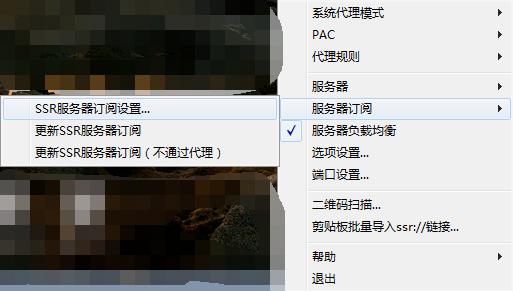 系统代理模式
PAC
代理规则
服务器
服务器订阅
SSR服务器订阅设置...
更新SSR服务器订阅
更新SSR服务器订阅（不通过代理）
服务器负载均衡
选项设置...
端口设置...
二维码扫描...
剪贴板批量导入ssr://链接...
帮助
退出